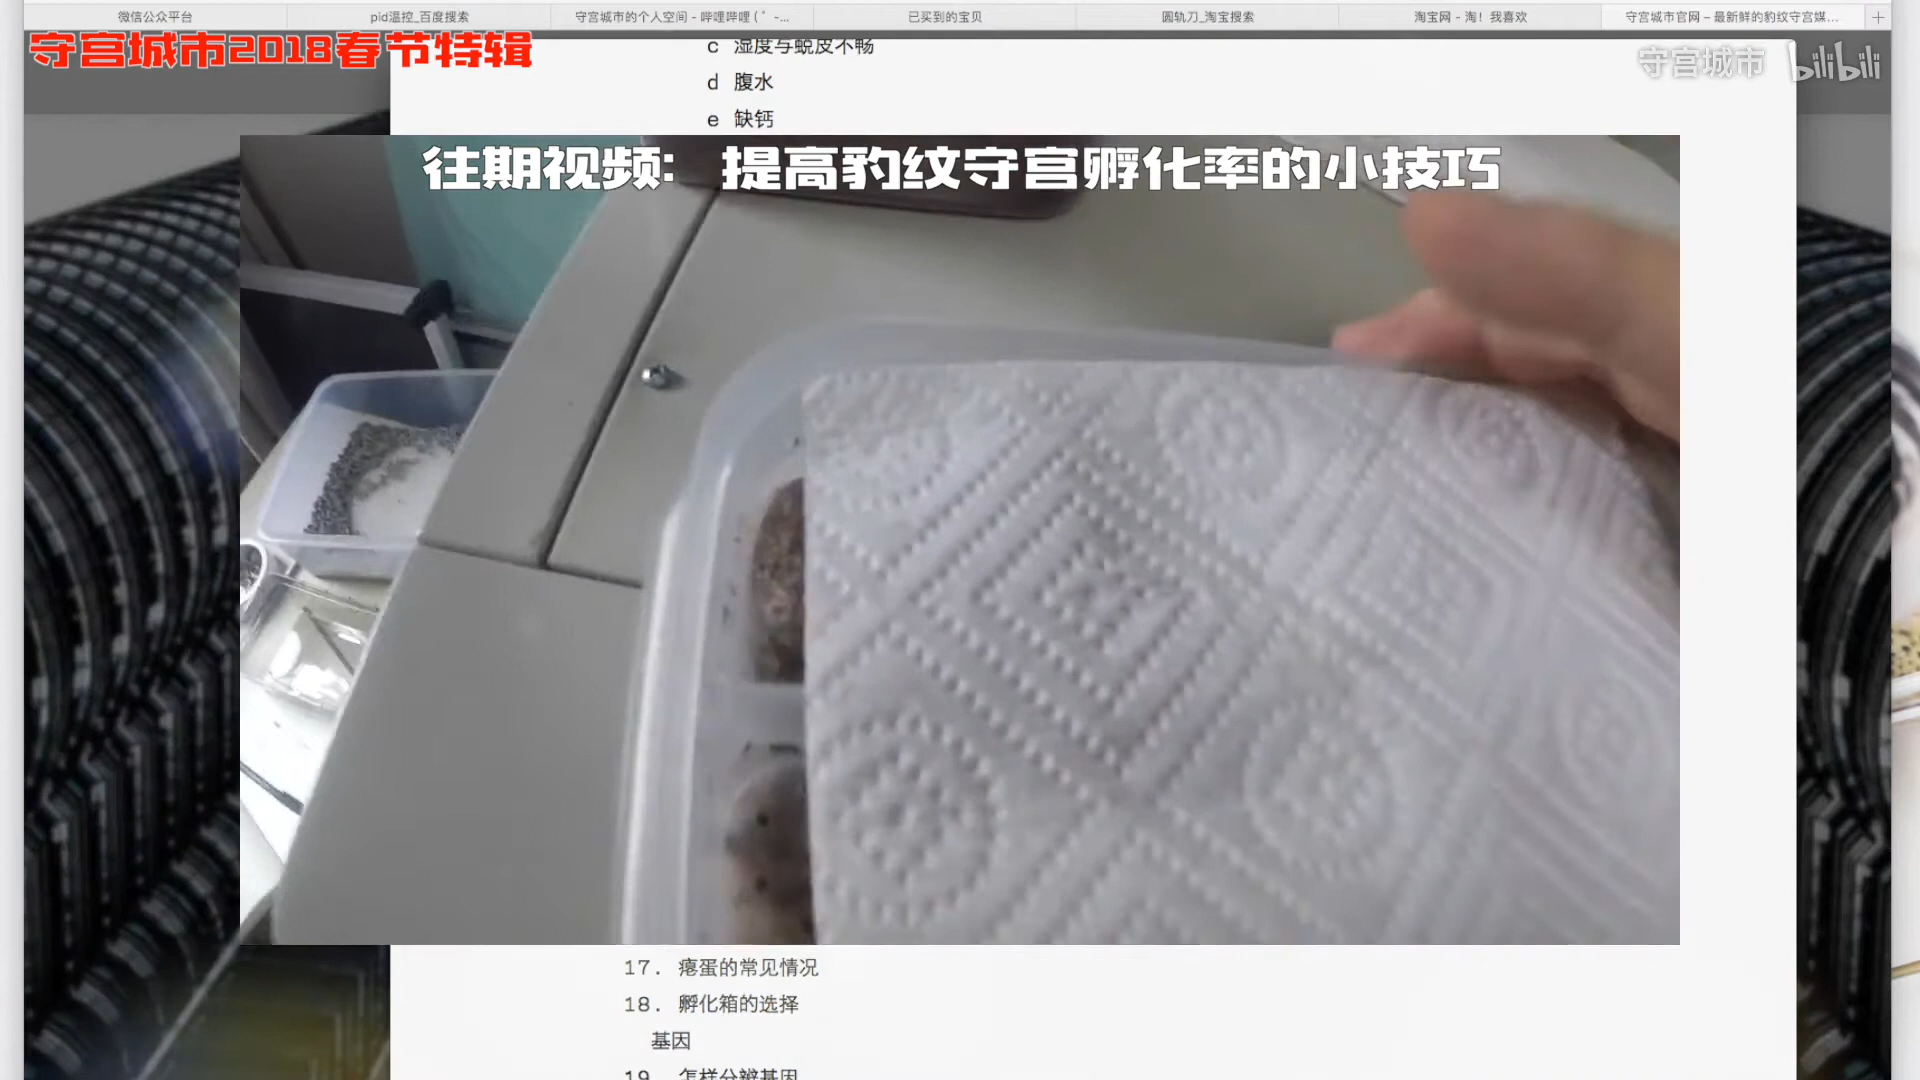 微信公众平台
pid温控_百度搜索
守宫城市的个人空间 - 哔哩哔哩 ( ゜-...
已买到的宝贝
圆轨刀_淘宝搜索
淘宝网 - 淘！我喜欢
守宫城市官网 – 最新鲜的豹纹守宫媒...
守宫城市2018春节特辑
守宫城市 bilibili
c 湿度与蜕皮不畅
d 腹水
e 缺钙
往期视频：提高豹纹守宫孵化率的小技巧
17. 瘪蛋的常见情况
18. 孵化箱的选择
基因
19. 怎样分辨基因